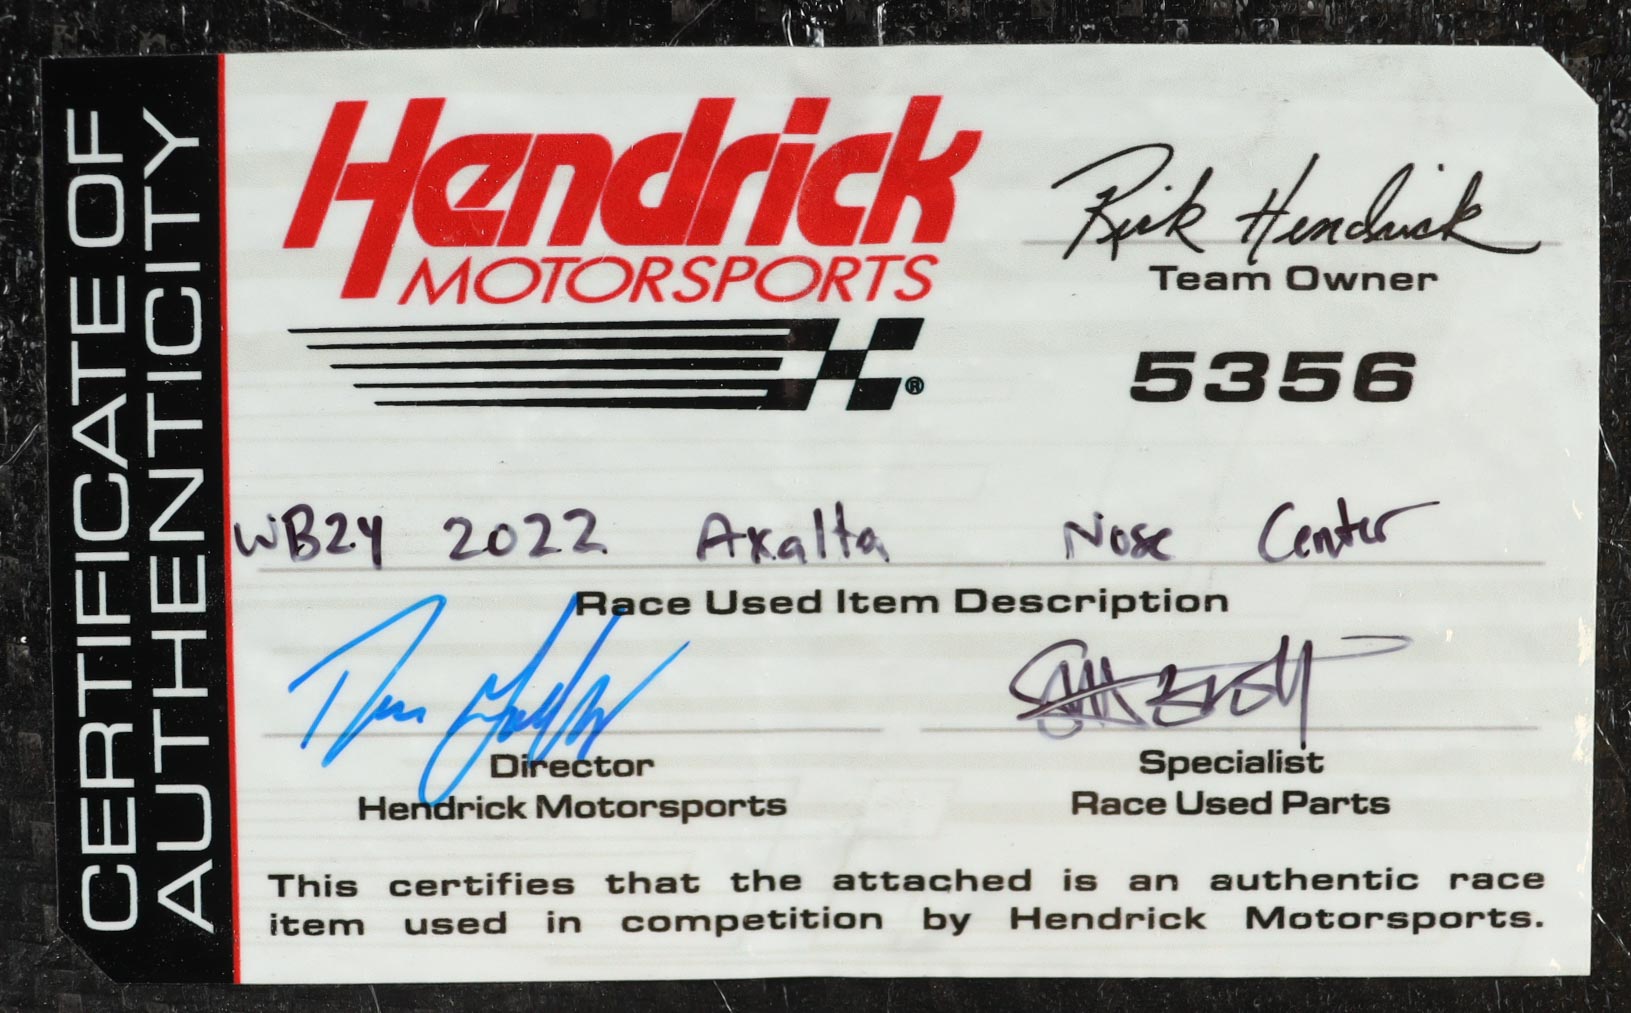 CERTIFICATE OF
AUTHENTICITY
Hendrick
MOTORSPORTS
®
Rick Hendrick
Team Owner
5356
WB24 2022 Axalta Nose Center
Race Used Item Description
Director
Hendrick Motorsports
Specialist
Race Used Parts
This certifies that the attached is an authentic race
item used in competition by Hendrick Motorsports.